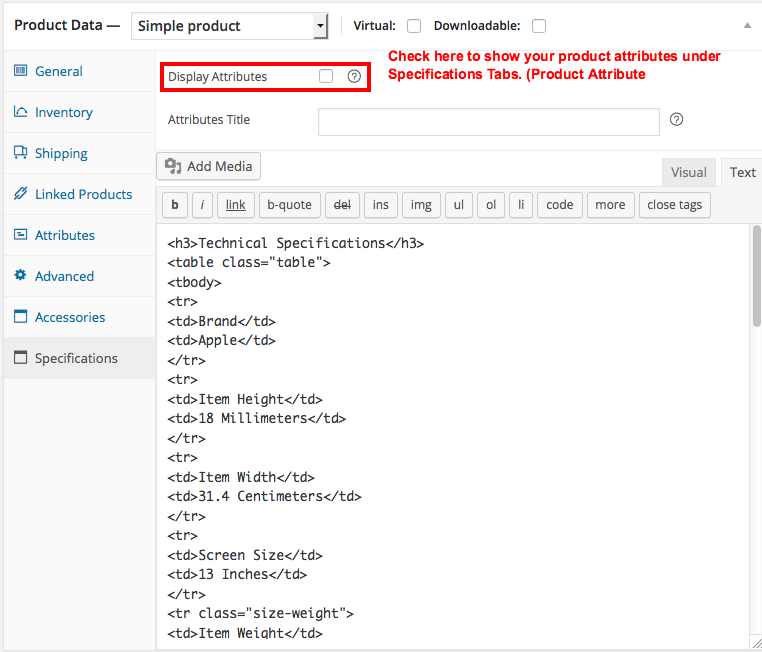 Product Data — Simple product Virtual: Downloadable:
General
Inventory
Shipping
Linked Products
Attributes
Advanced
Accessories
Specifications
Display Attributes ?
Check here to show your product attributes under
Specifications Tabs. (Product Attribute
Attributes Title ?
Add Media
Visual Text
b i link b-quote del ins img ul ol li code more close tags
<h3>Technical Specifications</h3>
<table class="table">
<tbody>
<tr>
<td>Brand</td>
<td>Apple</td>
</tr>
<tr>
<td>Item Height</td>
<td>18 Millimeters</td>
</tr>
<tr>
<td>Item Width</td>
<td>31.4 Centimeters</td>
</tr>
<tr>
<td>Screen Size</td>
<td>13 Inches</td>
</tr>
<tr class="size-weight">
<td>Item Weight</td>